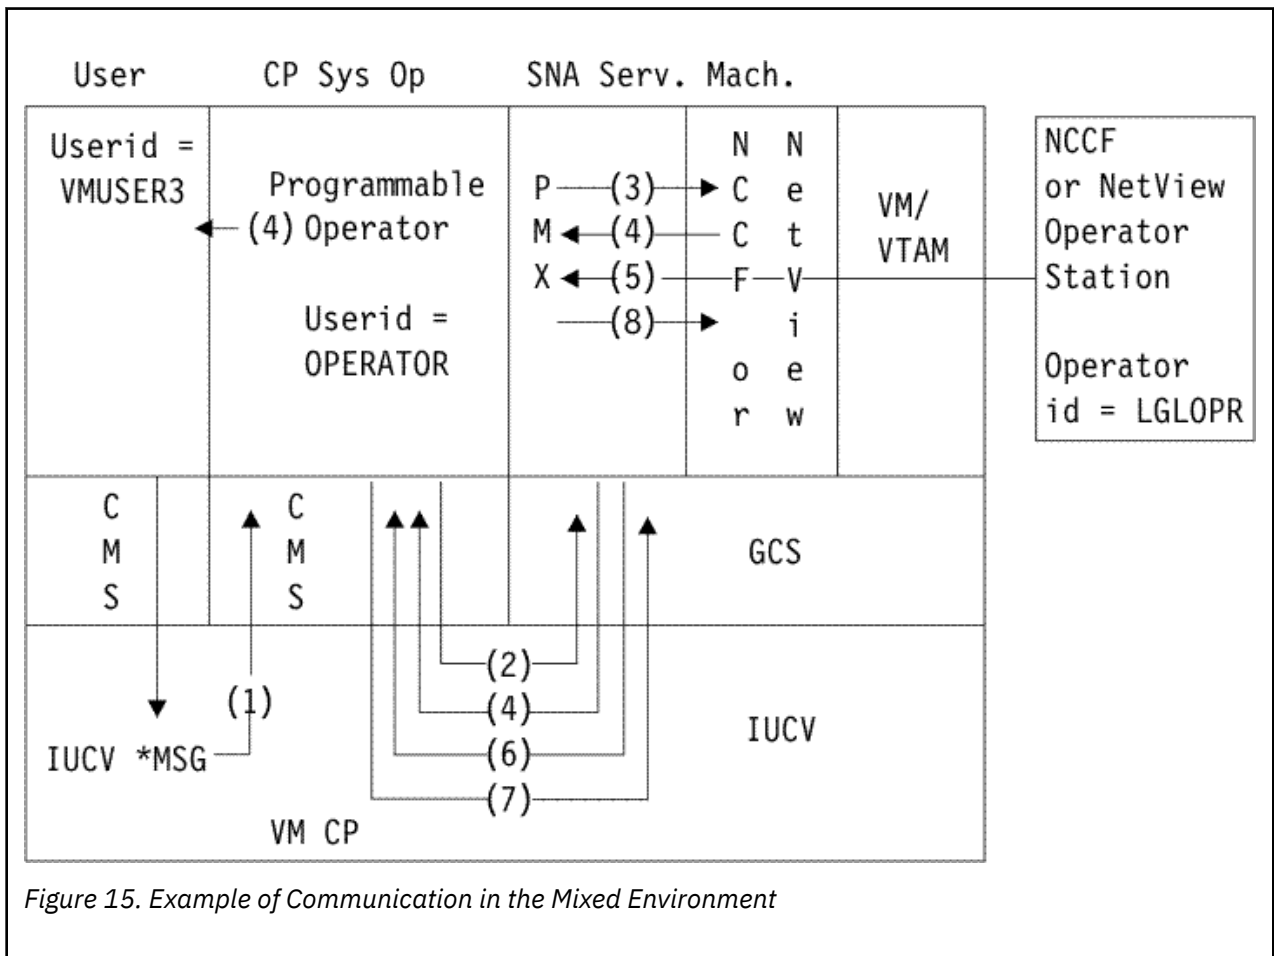 User CP Sys Op SNA Serv. Mach.
Userid =
VMUSER3
(4)
Programmable
Operator
Userid =
OPERATOR
P (3)
M (4)
X (5)
(8)
N
C
C
F
o
r
N
e
t
V
i
e
w
VM/
VTAM
NCCF
or NetView
Operator
Station
Operator
id = LGLOPR
C
M
S
C
M
S
GCS
(1)
(2)
(4)
(6)
(7)
IUCV *MSG
IUCV
VM CP
Figure 15. Example of Communication in the Mixed Environment